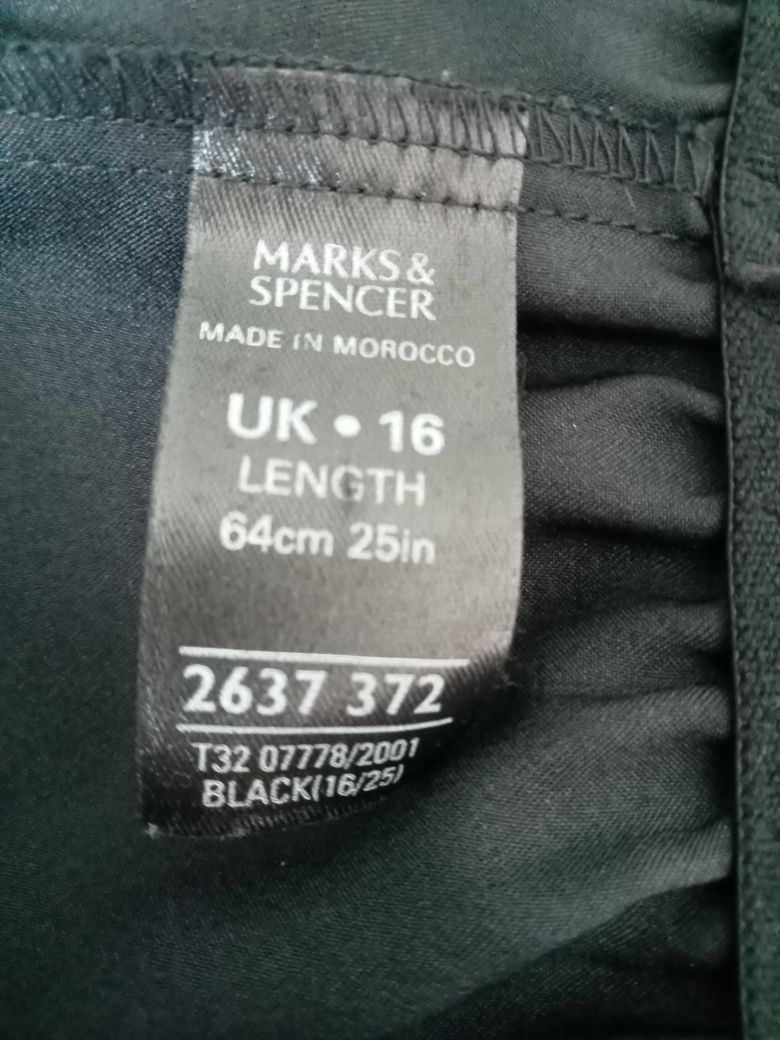 MARKS &
SPENCER
MADE IN MOROCCO
UK • 16
LENGTH
64cm 25in
2637 372
T32 07778/2001
BLACK(16/25)